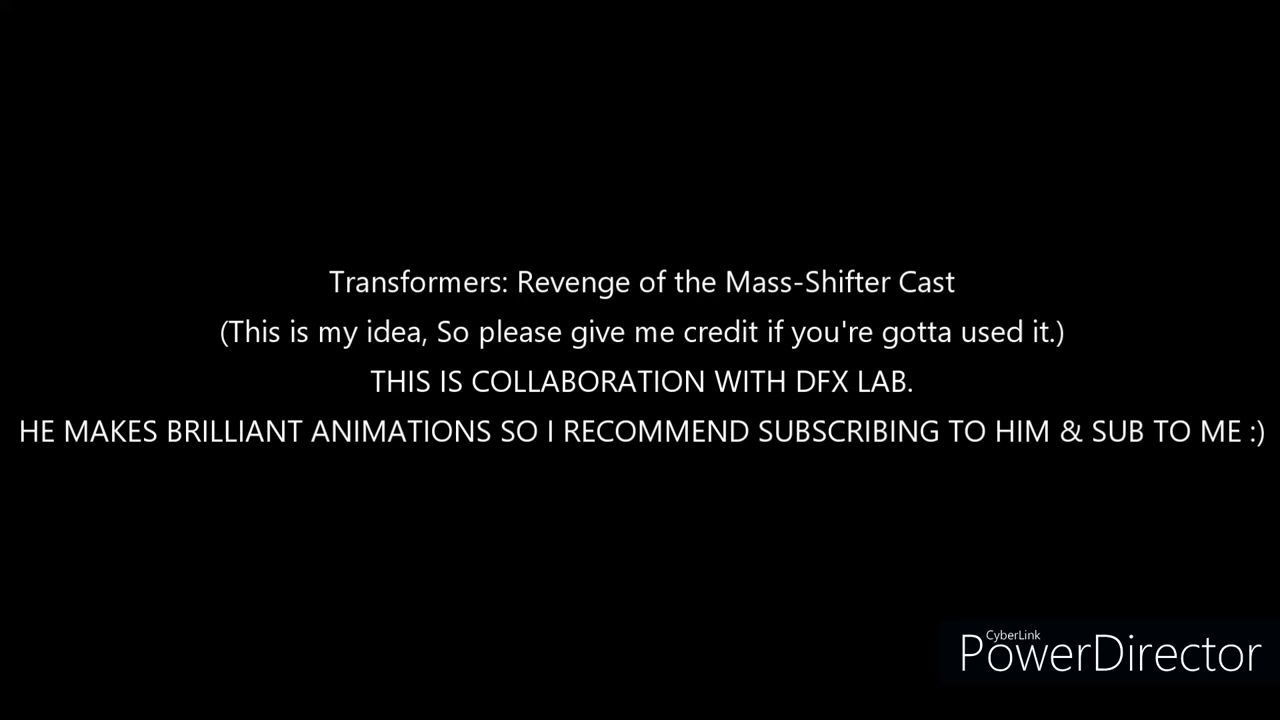 Transformers: Revenge of the Mass-Shifter Cast
(This is my idea, So please give me credit if you're gotta used it.)
THIS IS COLLABORATION WITH DFX LAB.
HE MAKES BRILLIANT ANIMATIONS SO I RECOMMEND SUBSCRIBING TO HIM & SUB TO ME :)
CyberLink
PowerDirector